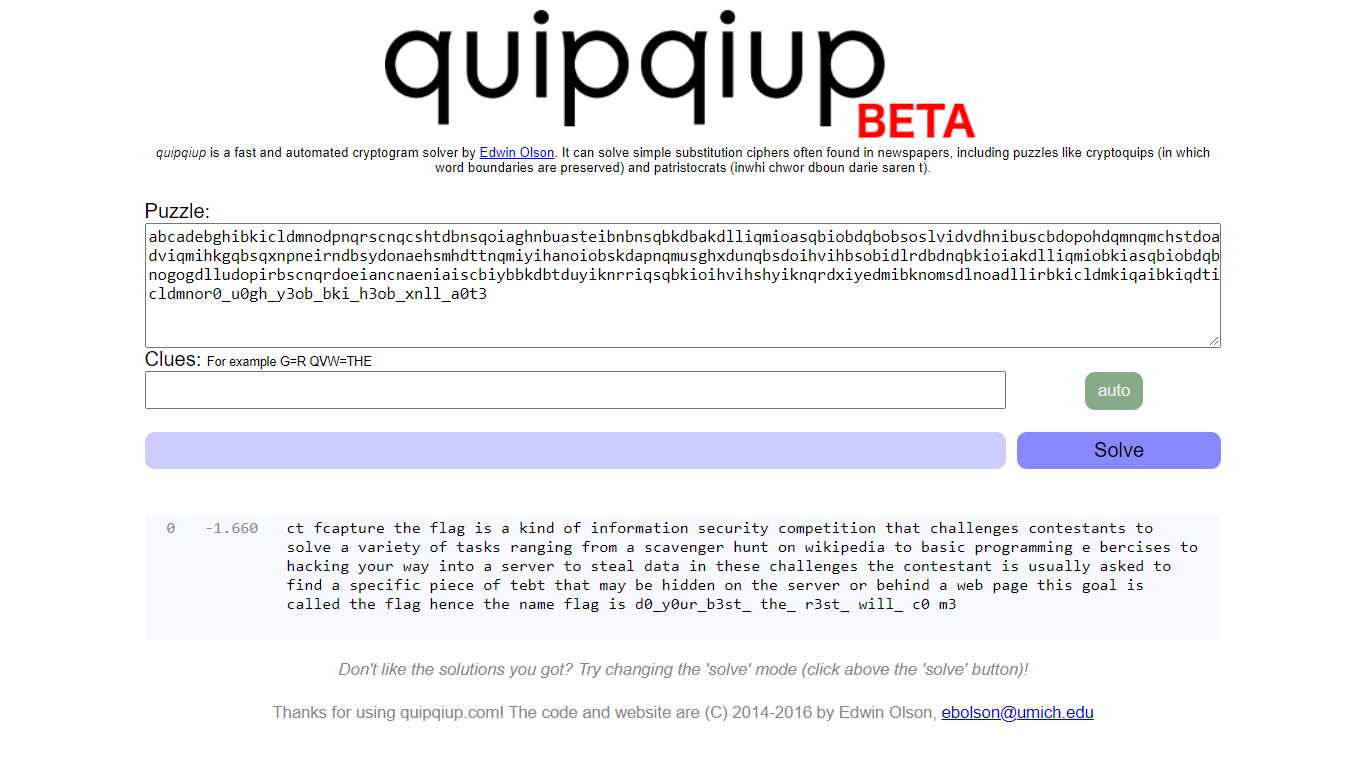 quipqiup
BETA
quipqiup is a fast and automated cryptogram solver by Edwin Olson. It can solve simple substitution ciphers often found in newspapers, including puzzles like cryptoquips (in which
word boundaries are preserved) and patristocrats (inwhi chwor dboun darie saren t).
Puzzle:
abcadebghibkicldmnodpnqrscnqcshtdbnsqoiaghnbuasteibnbnsqbkdbakdlliqmioasqbiobdqbobsoslvidvdhnibuscbdopohdqmnqmchstdoa
dviqmihkgqbsqxnpneirndbsydonaehsmhdttnqmiyihanoiobskdapnqmusghxdunqbsdoihvihbsobidlrdbdnqbkioiakdlliqmiobkiasqbiobdqb
nogogdlludopirbscnqrdoeiancnaeniaiscbiybbkdbtduyiknrriqsqbkioihvihshyiknqrdxiyedmibknomsdlnoadllirbkicldmkiqaibkiqdti
cldmnor0_u0gh_y3ob_bki_h3ob_xnll_a0t3
Clues: For example G=R QVW=THE
auto
Solve
0 -1.660 ct fcapture the flag is a kind of information security competition that challenges contestants to
solve a variety of tasks ranging from a scavenger hunt on wikipedia to basic programming e bercises to
hacking your way into a server to steal data in these challenges the contestant is usually asked to
find a specific piece of tebt that may be hidden on the server or behind a web page this goal is
called the flag hence the name flag is d0_y0ur_b3st_ the_ r3st_ will_ c0 m3
Don't like the solutions you got? Try changing the 'solve' mode (click above the 'solve' button)!
Thanks for using quipqiup.com! The code and website are (C) 2014-2016 by Edwin Olson, ebolson@umich.edu